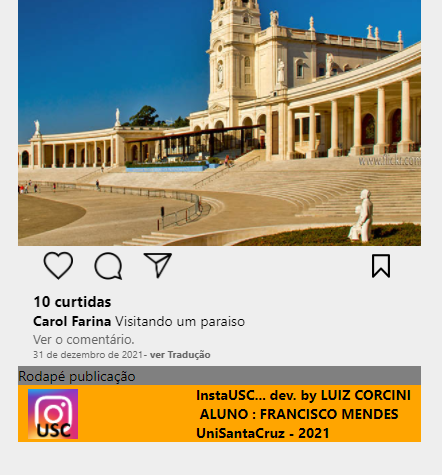 www.flickr.com
10 curtidas
Carol Farina Visitando um paraiso
Ver o comentário.
31 de dezembro de 2021- ver Tradução
Rodapé publicação
USC
InstaUSC... dev. by LUIZ CORCINI
ALUNO : FRANCISCO MENDES
UniSantaCruz - 2021